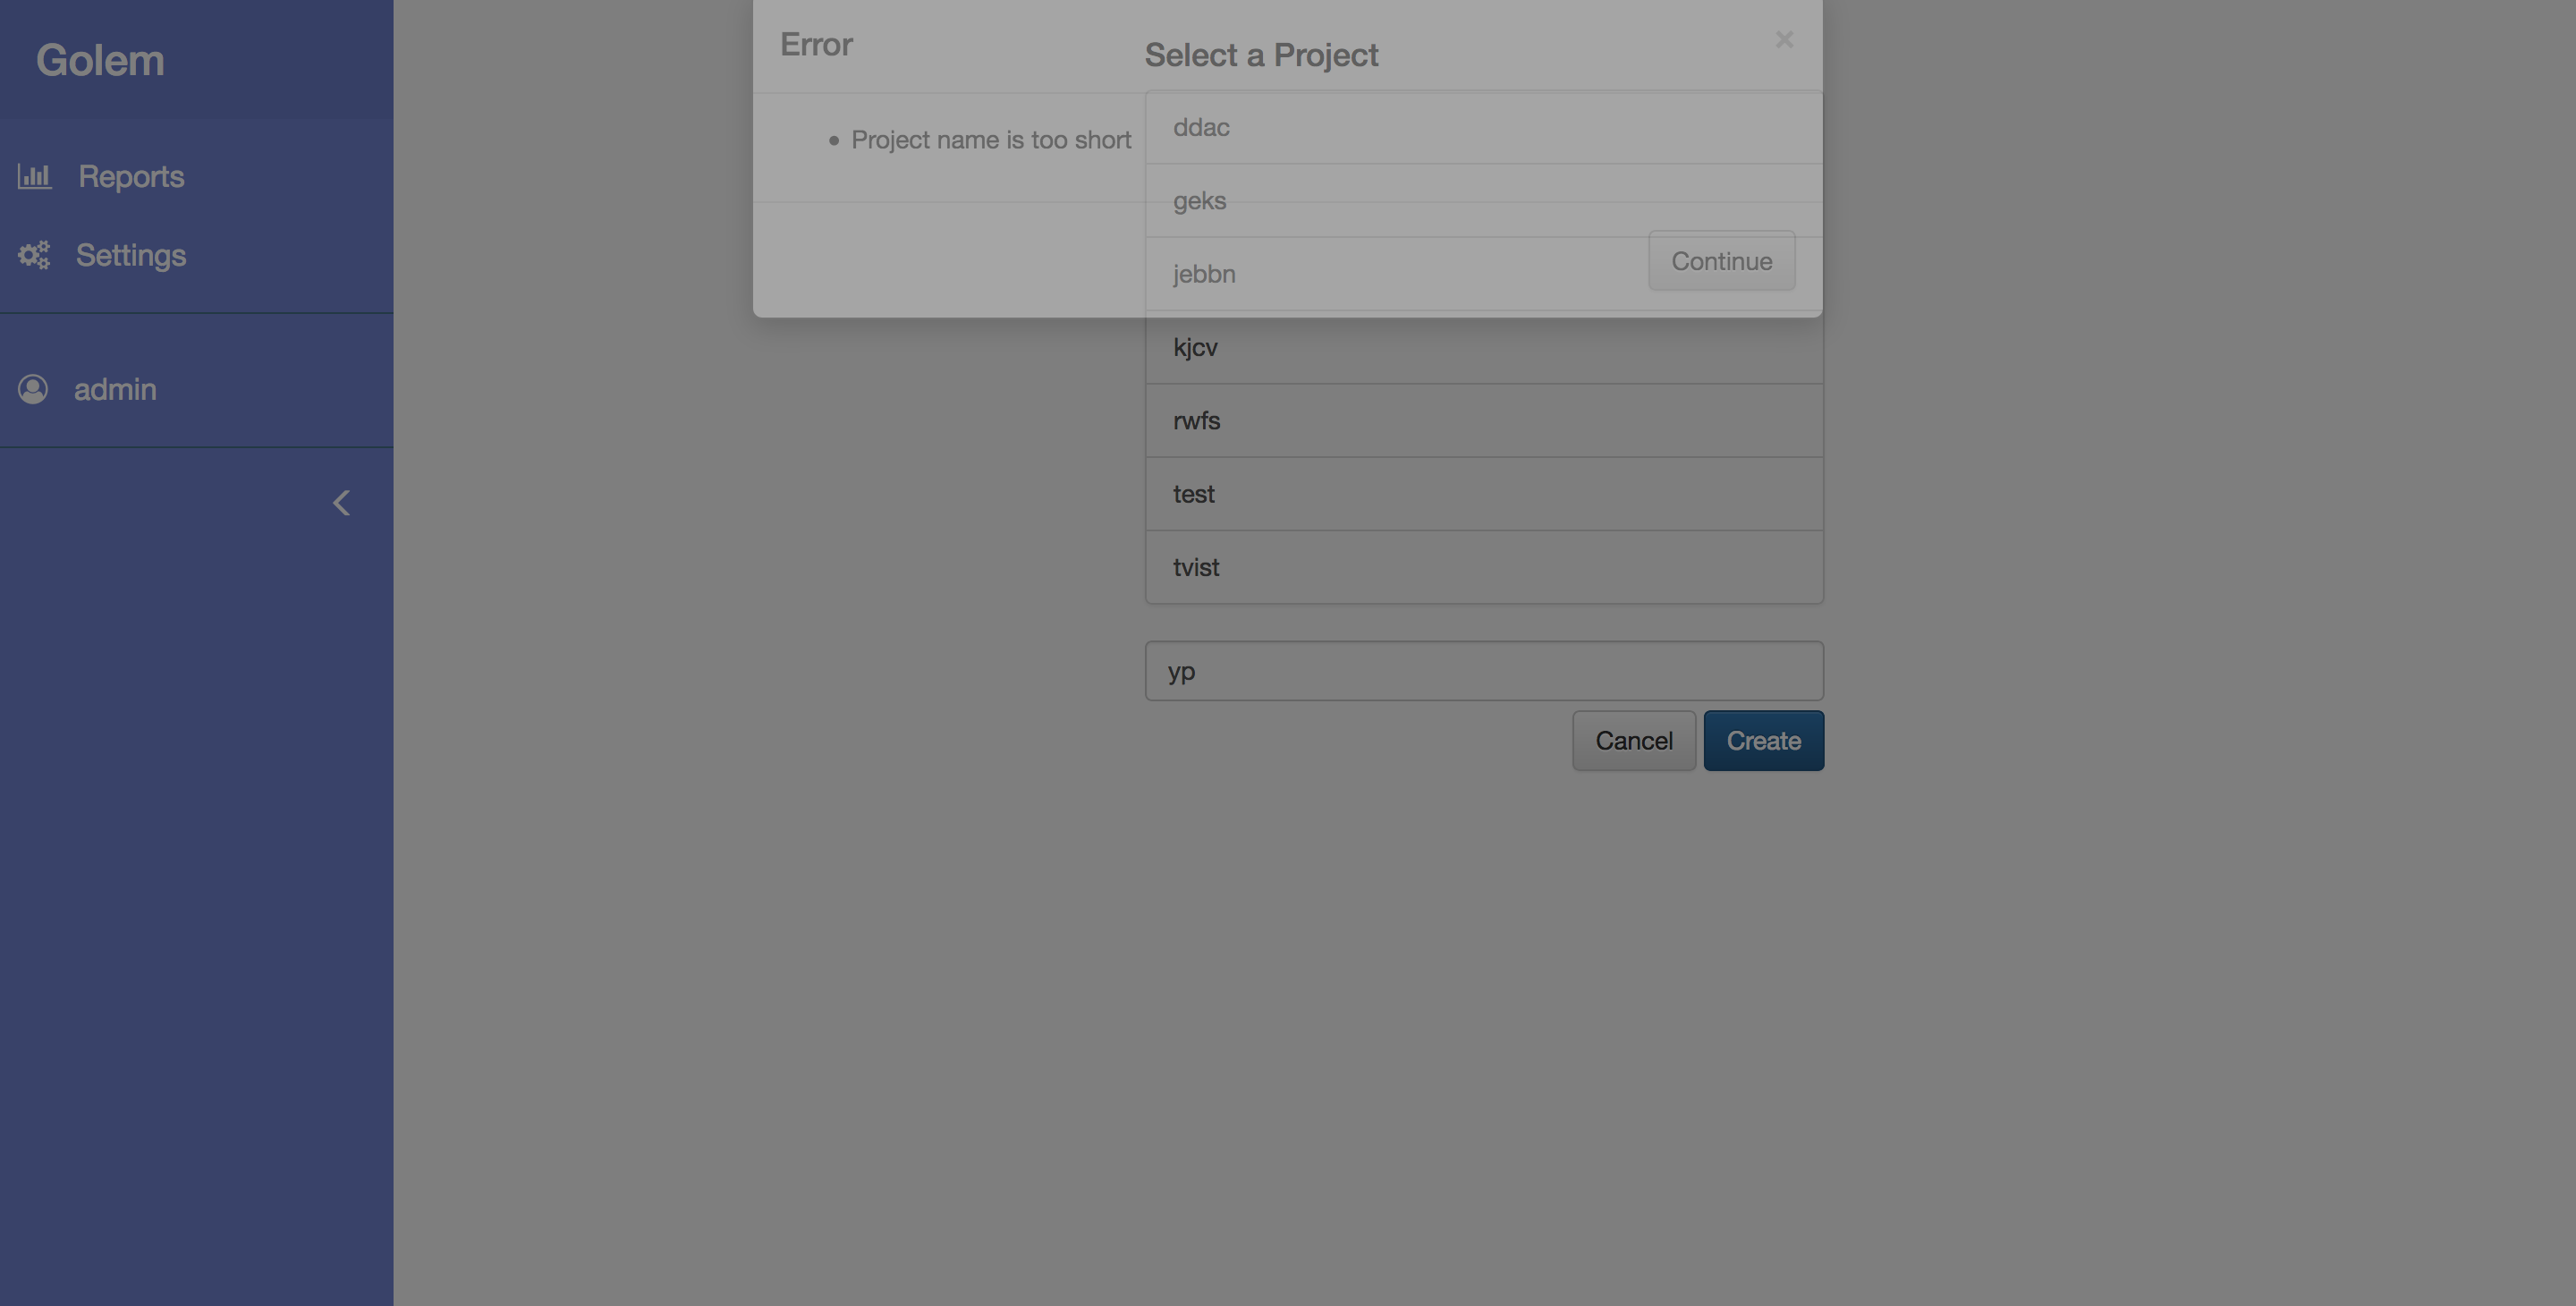 Golem
Reports
Settings
admin
Error
×
Project name is too short
Continue
Select a Project
ddac
geks
jebbn
kjcv
rwfs
test
tvist
yp
Cancel
Create